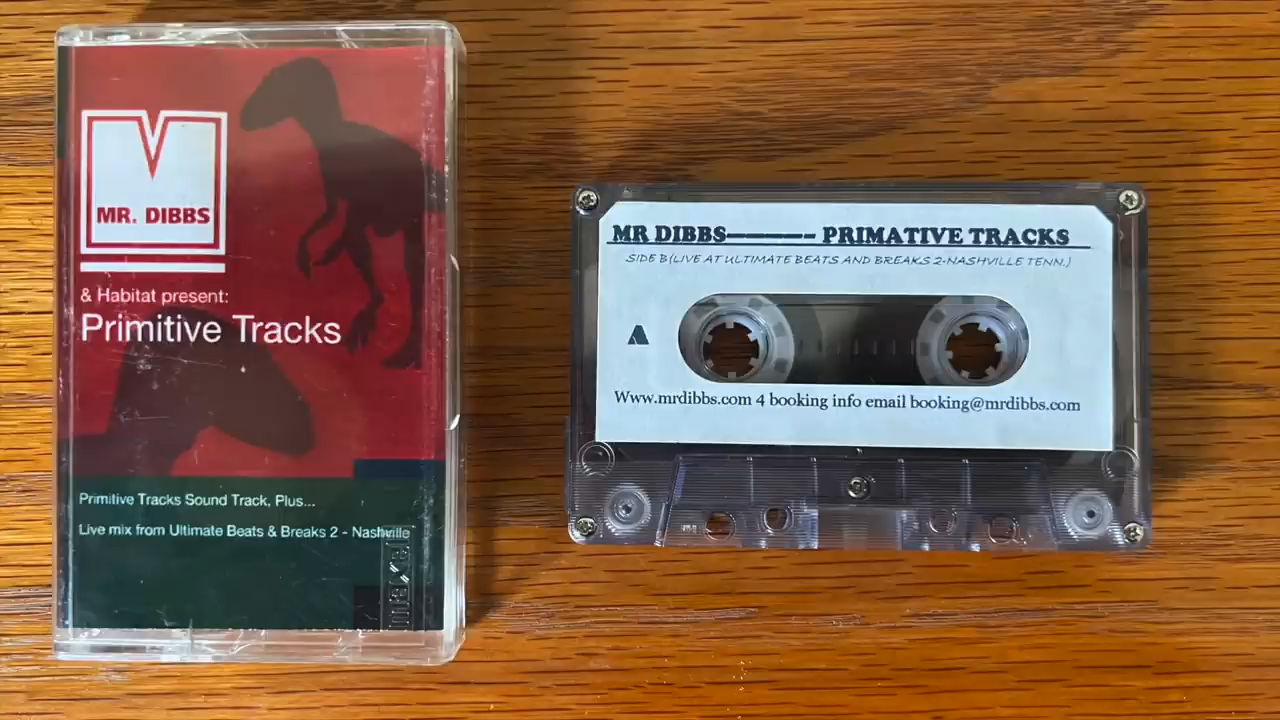 MR. DIBBS
& Habitat present:
Primitive Tracks
Primitive Tracks Sound Track, Plus...
Live mix from Ultimate Beats & Breaks 2 - Nashville
maxell
MR DIBBS————– PRIMATIVE TRACKS
SIDE B(LIVE AT ULTIMATE BEATS AND BREAKS 2-NASHVILLE TENN.)
A
Www.mrdibbs.com 4 booking info email booking@mrdibbs.com